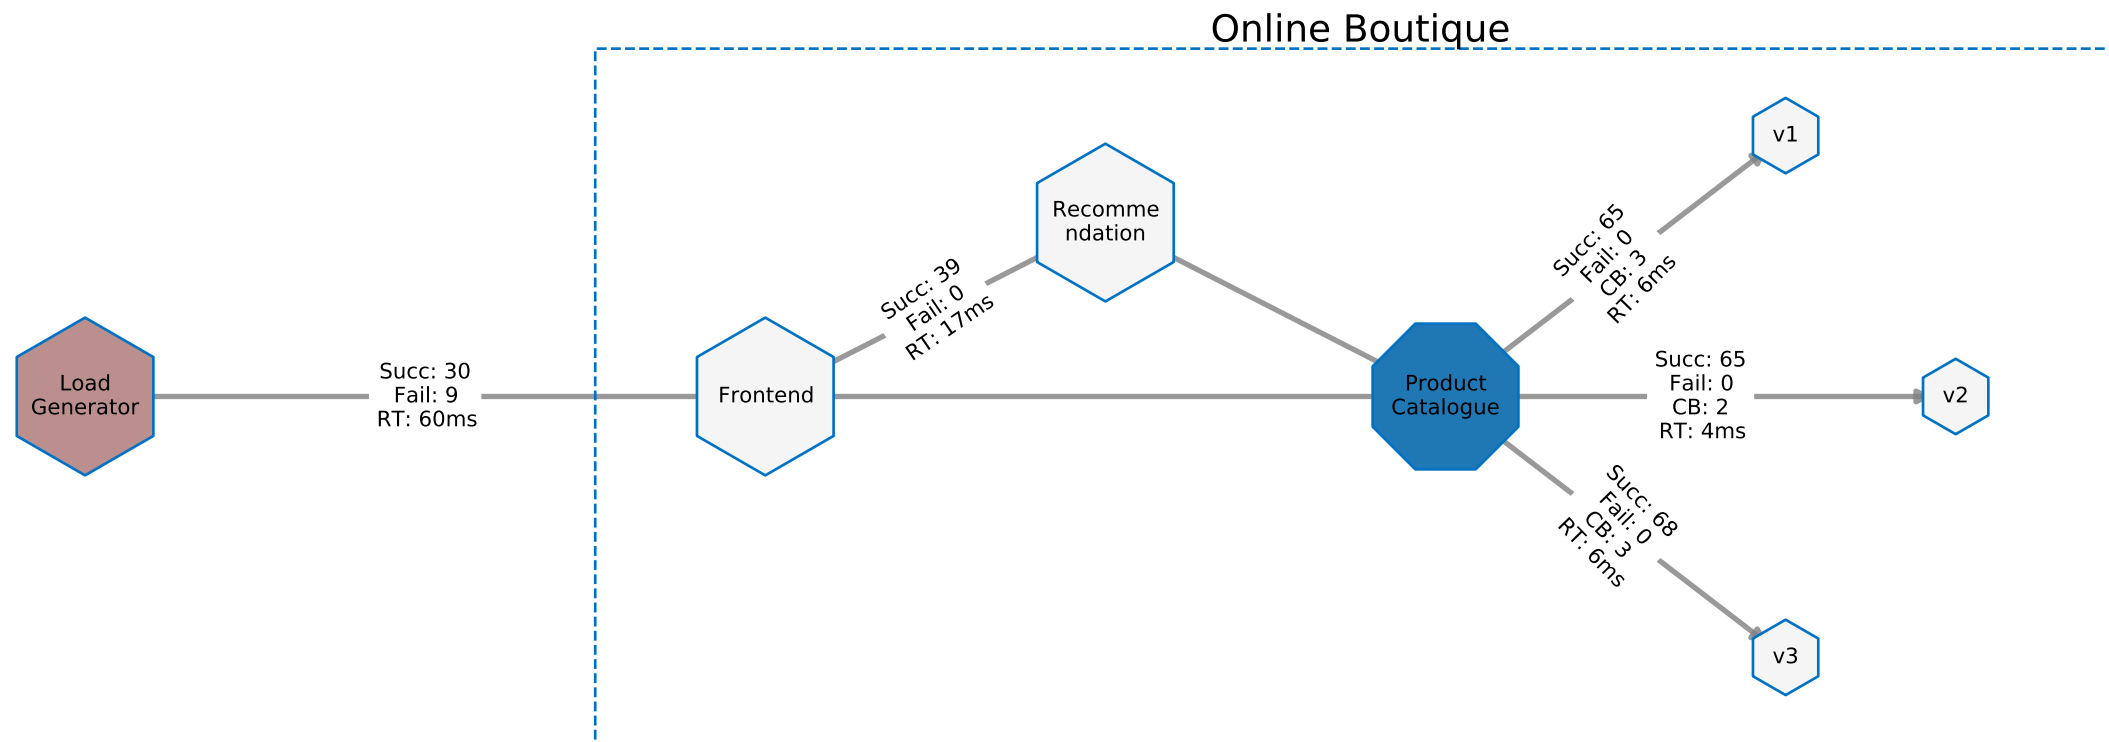 Online Boutique
Load
Generator
Succ: 30
Fail: 9
RT: 60ms
Frontend
Succ: 39
Fail: 0
RT: 17ms
Recomme
ndation
Product
Catalogue
Succ: 65
Fail: 0
CB: 3
RT: 6ms
v1
Succ: 65
Fail: 0
CB: 2
RT: 4ms
v2
Succ: 68
Fail: 0
CB: 3
RT: 6ms
v3